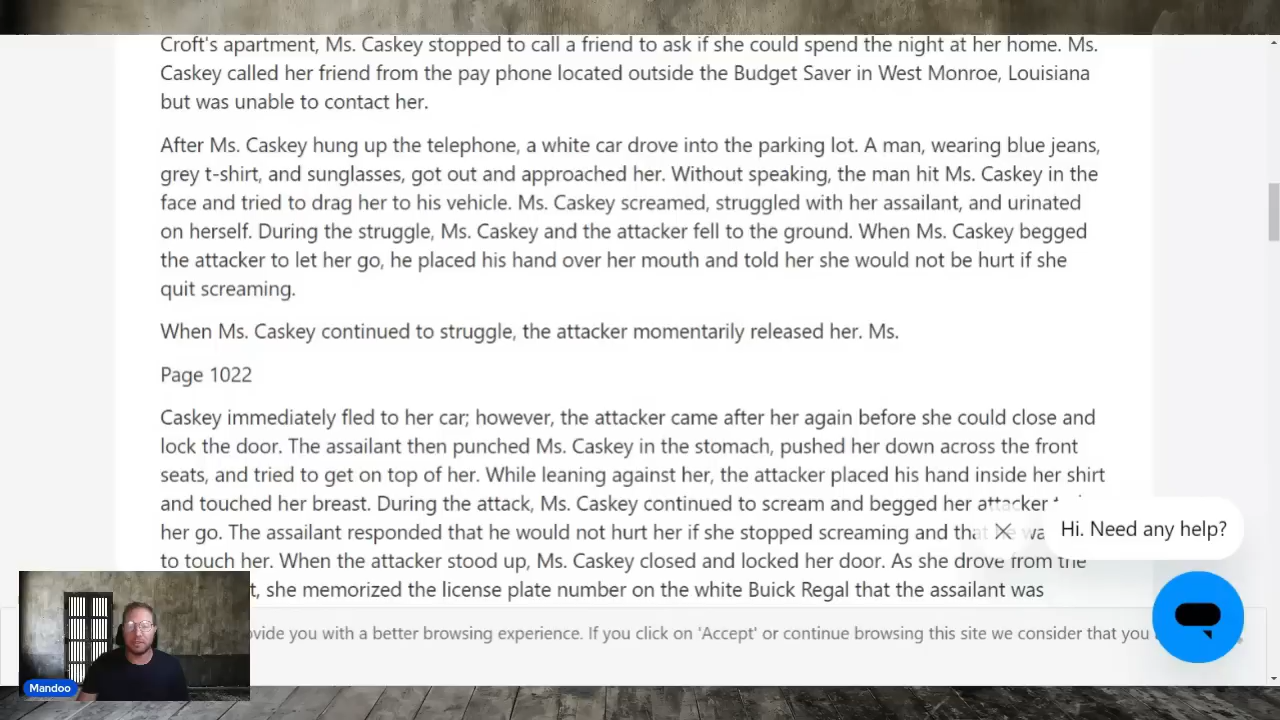 Croft's apartment, Ms. Caskey stopped to call a friend to ask if she could spend the night at her home. Ms.
Caskey called her friend from the pay phone located outside the Budget Saver in West Monroe, Louisiana
but was unable to contact her.
After Ms. Caskey hung up the telephone, a white car drove into the parking lot. A man, wearing blue jeans,
grey t-shirt, and sunglasses, got out and approached her. Without speaking, the man hit Ms. Caskey in the
face and tried to drag her to his vehicle. Ms. Caskey screamed, struggled with her assailant, and urinated
on herself. During the struggle, Ms. Caskey and the attacker fell to the ground. When Ms. Caskey begged
the attacker to let her go, he placed his hand over her mouth and told her she would not be hurt if she
quit screaming.
When Ms. Caskey continued to struggle, the attacker momentarily released her. Ms.
Page 1022
Caskey immediately fled to her car; however, the attacker came after her again before she could close and
lock the door. The assailant then punched Ms. Caskey in the stomach, pushed her down across the front
seats, and tried to get on top of her. While leaning against her, the attacker placed his hand inside her shirt
and touched her breast. During the attack, Ms. Caskey continued to scream and begged her attacker
her go. The assailant responded that he would not hurt her if she stopped screaming and that he
Hi. Need any help?
to touch her. When the attacker stood up, Ms. Caskey closed and locked her door. As she drove from the
she memorized the license plate number on the white Buick Regal that the assailant was
you with a better browsing experience. If you click on 'Accept' or continue browsing this site we consider that you
Mandoo